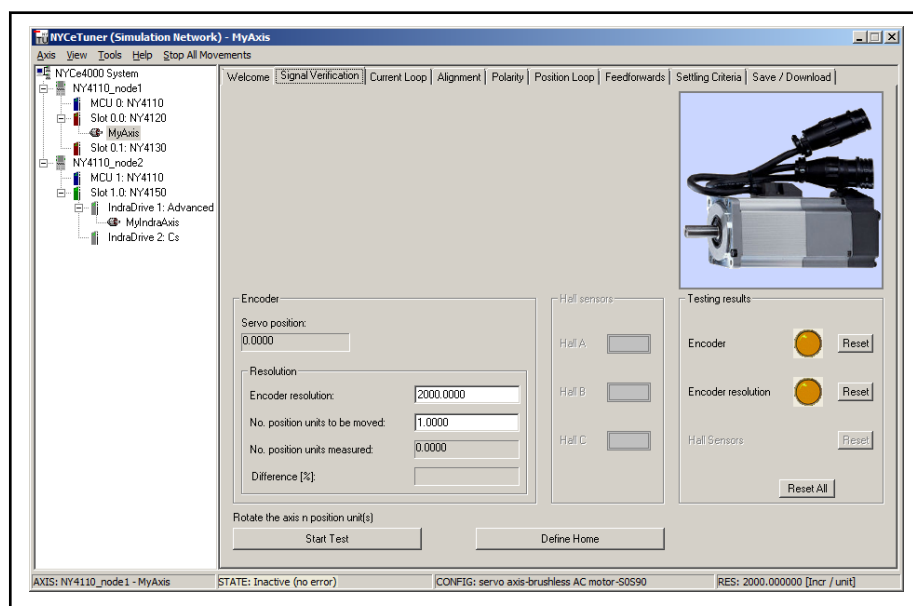 NYCeTuner (Simulation Network) - MyAxis
Axis View Tools Help Stop All Movements
NYCe4000 System
NY4110_node1
MCU 0: NY4110
Slot 0.0: NY4120
MyAxis
Slot 0.1: NY4130
NY4110_node2
MCU 1: NY4110
Slot 1.0: NY4150
IndraDrive 1: Advanced
MyIndraAxis
IndraDrive 2: Cs
Welcome Signal Verification Current Loop Alignment Polarity Position Loop Feedforwards Settling Criteria Save / Download
Encoder
Servo position:
0.0000
Resolution
Encoder resolution: 2000.0000
No. position units to be moved: 1.0000
No. position units measured: 0.0000
Difference [%]:
Hall sensors
Hall A
Hall B
Hall C
Testing results
Encoder Reset
Encoder resolution Reset
Hall Sensors Reset
Reset All
Rotate the axis n position unit(s)
Start Test Define Home
AXIS: NY4110_node1 - MyAxis STATE: Inactive (no error) CONFIG: servo axis-brushless AC motor-S0S90 RES: 2000.000000 [Incr / unit]